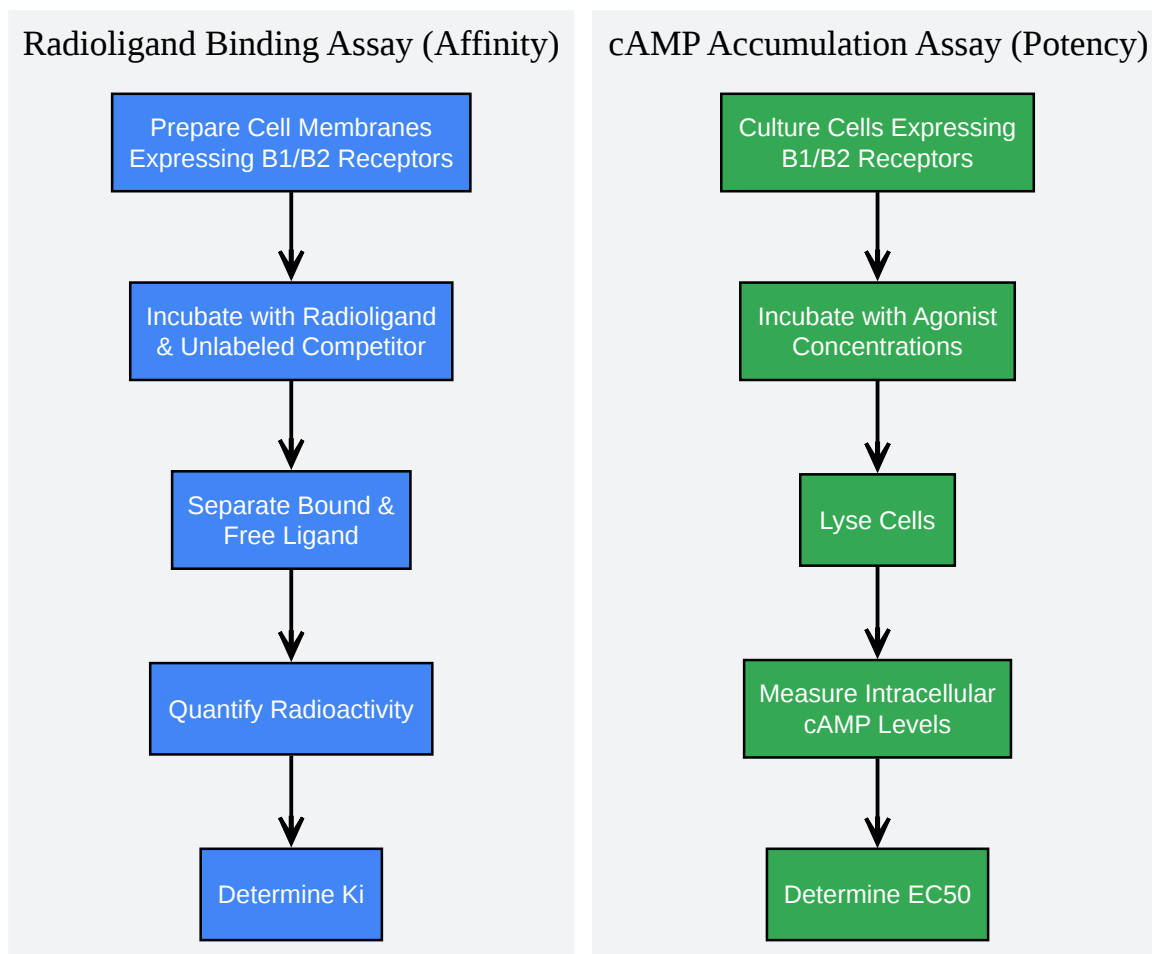 Radioligand Binding Assay (Affinity)
Prepare Cell Membranes
Expressing B1/B2 Receptors
Incubate with Radioligand
& Unlabeled Competitor
Separate Bound &
Free Ligand
Quantify Radioactivity
Determine Ki
cAMP Accumulation Assay (Potency)
Culture Cells Expressing
B1/B2 Receptors
Incubate with Agonist
Concentrations
Lyse Cells
Measure Intracellular
cAMP Levels
Determine EC50